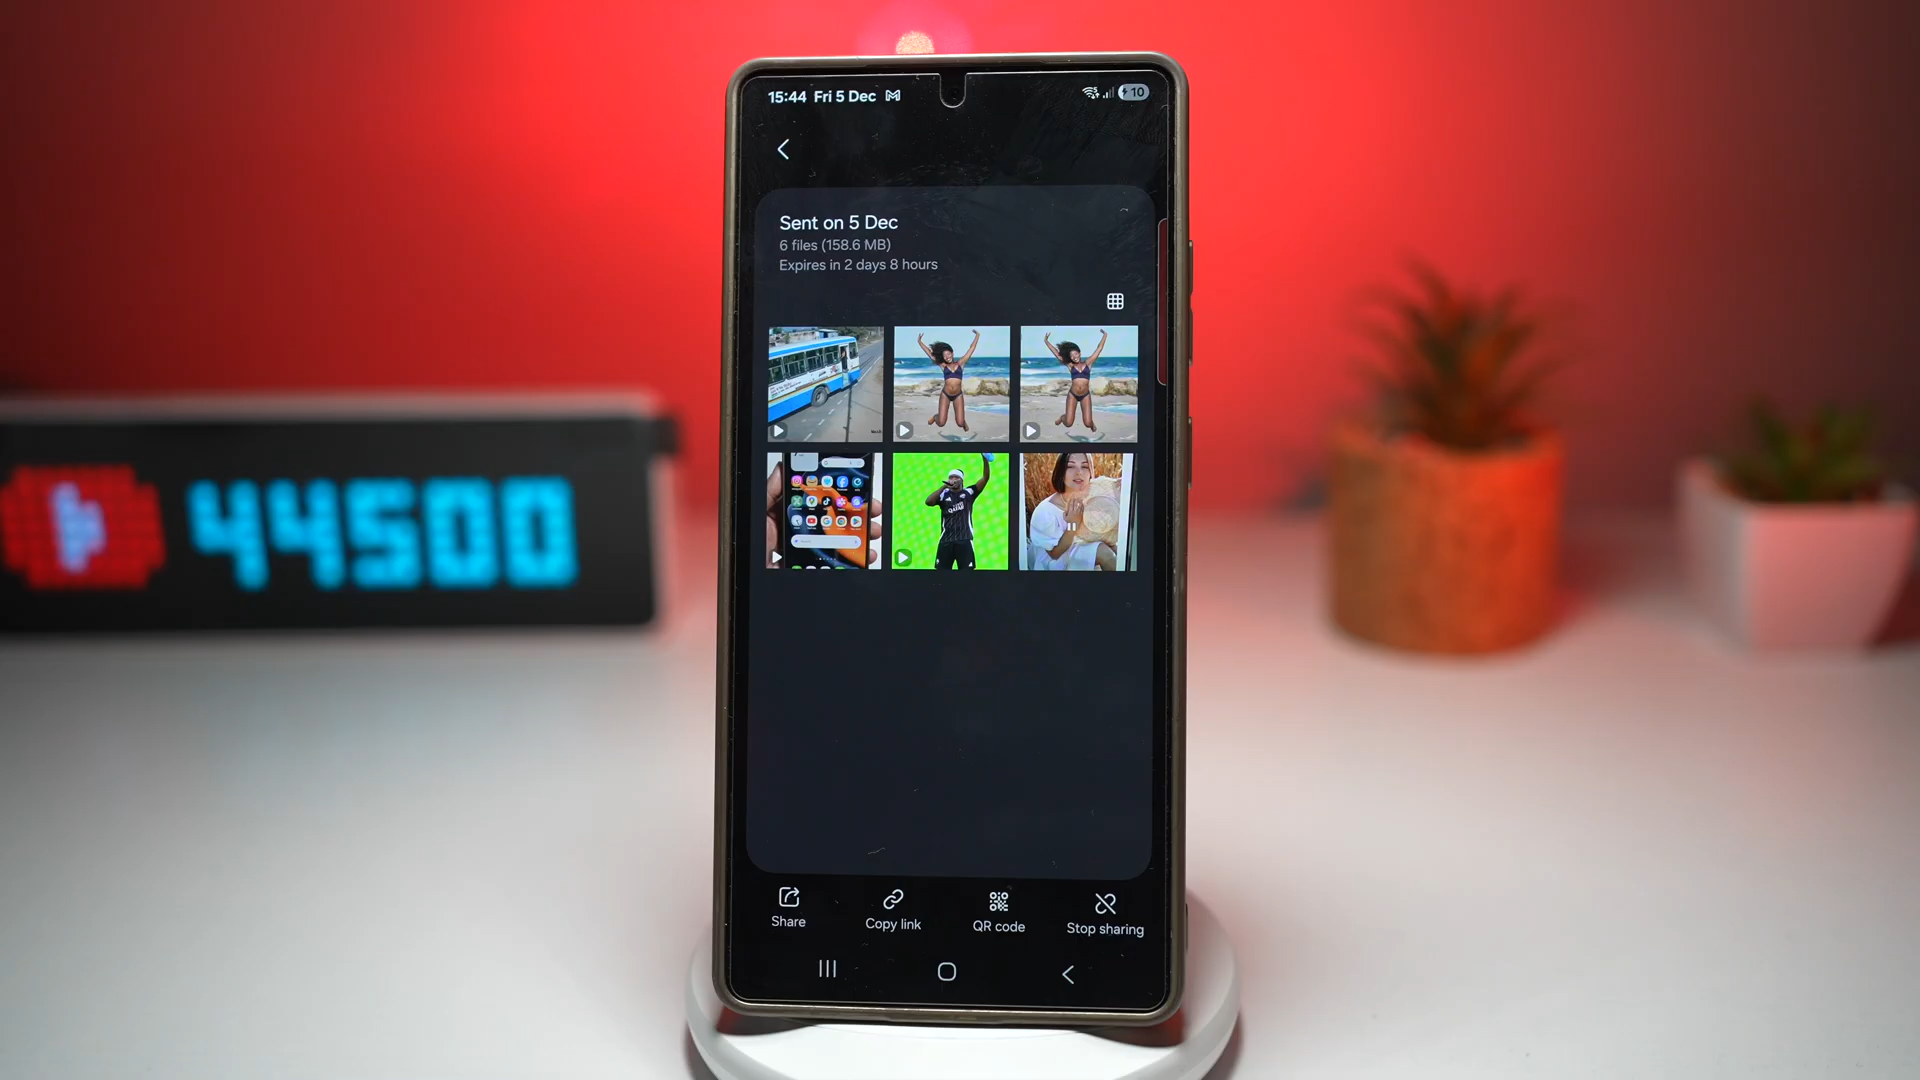 15:44 Fri 5 Dec
10
Sent on 5 Dec
6 files (158.6 MB)
Expires in 2 days 8 hours
44500
Share
Copy link
QR code
Stop sharing